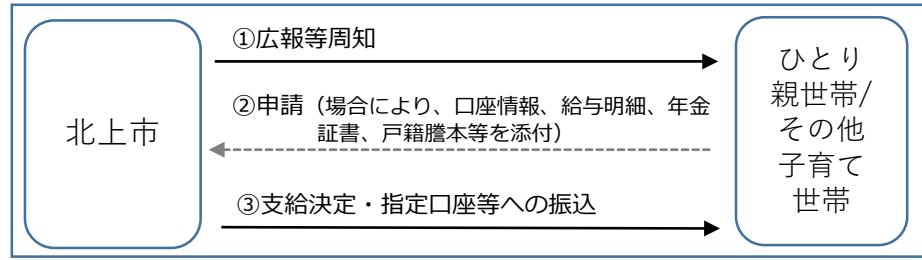 北上市
①広報等周知
②申請（場合により、口座情報、給与明細、年金
証書、戸籍謄本等を添付）
③支給決定・指定口座等への振込
ひとり
親世帯/
その他
子育て
世帯